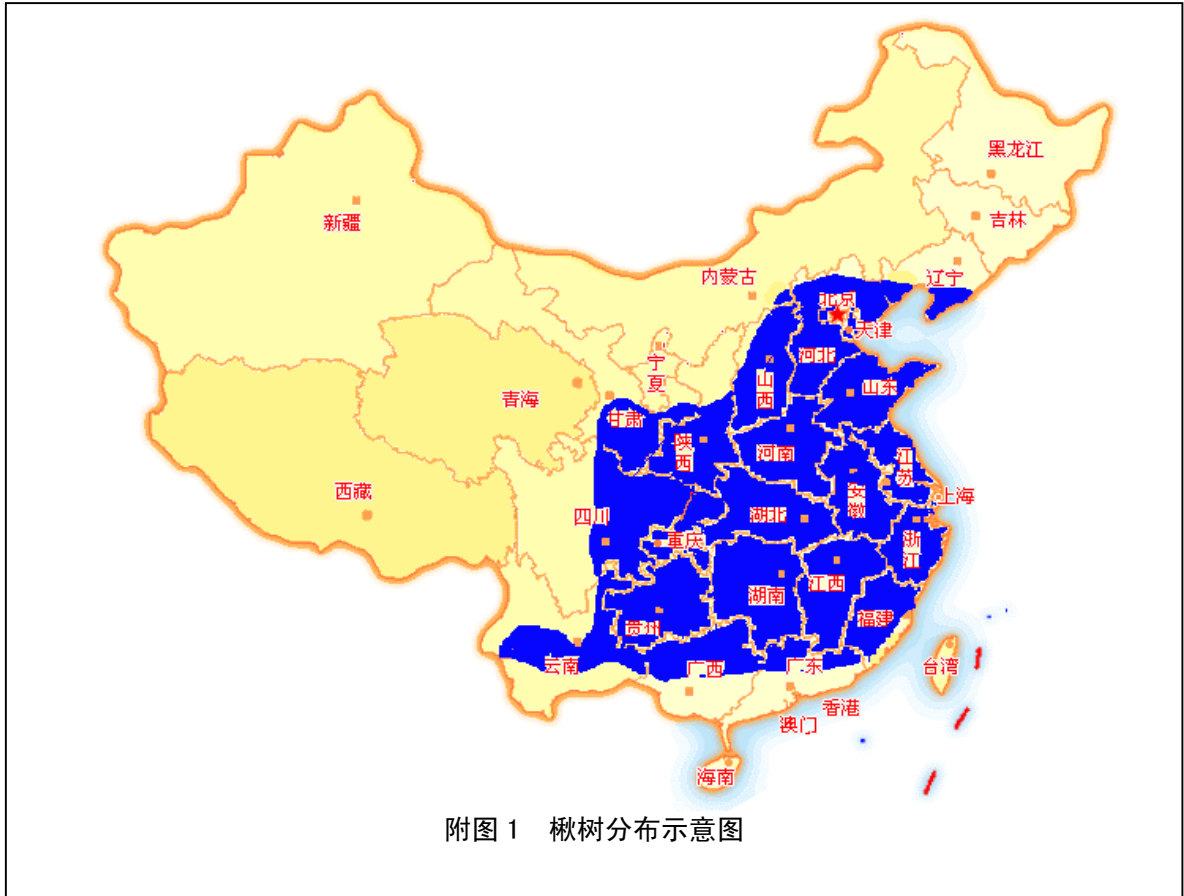 黑龙江
吉林
新疆
内蒙古
辽宁
北京
天津
宁夏
河北
山西
山东
青海
甘肃
陕西
河南
江苏
西藏
安徽
上海
四川
湖北
重庆
浙江
江西
湖南
福建
贵州
云南
广西
广东
台湾
香港
澳门
海南
附图1 楸树分布示意图